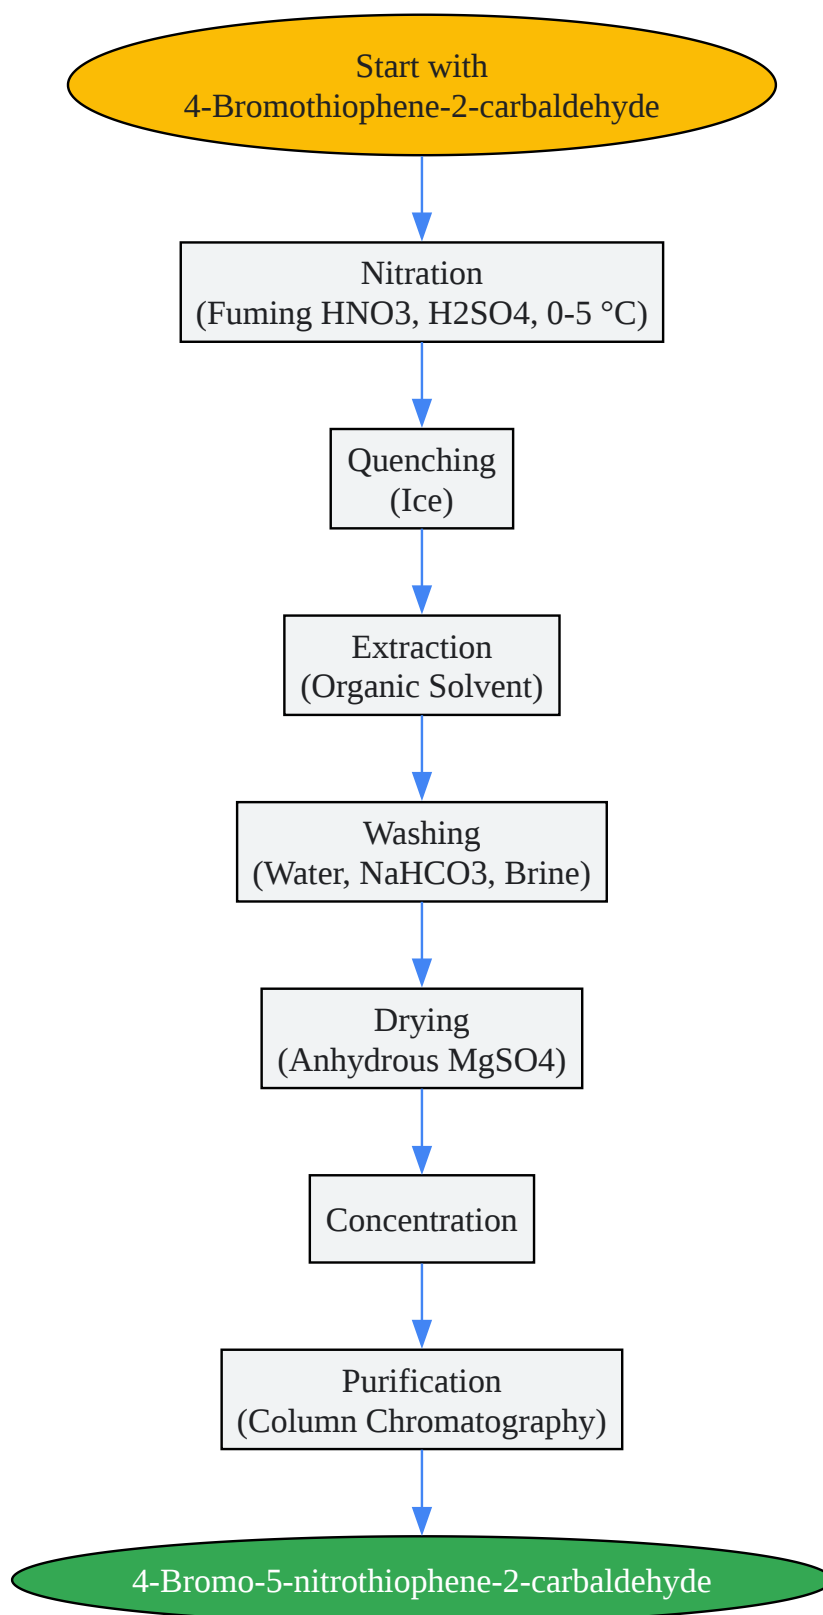 Start with
4-Bromothiophene-2-carbaldehyde
Nitration
(Fuming HNO3, H2SO4, 0-5 °C)
Quenching
(Ice)
Extraction
(Organic Solvent)
Washing
(Water, NaHCO3, Brine)
Drying
(Anhydrous MgSO4)
Concentration
Purification
(Column Chromatography)
4-Bromo-5-nitrothiophene-2-carbaldehyde